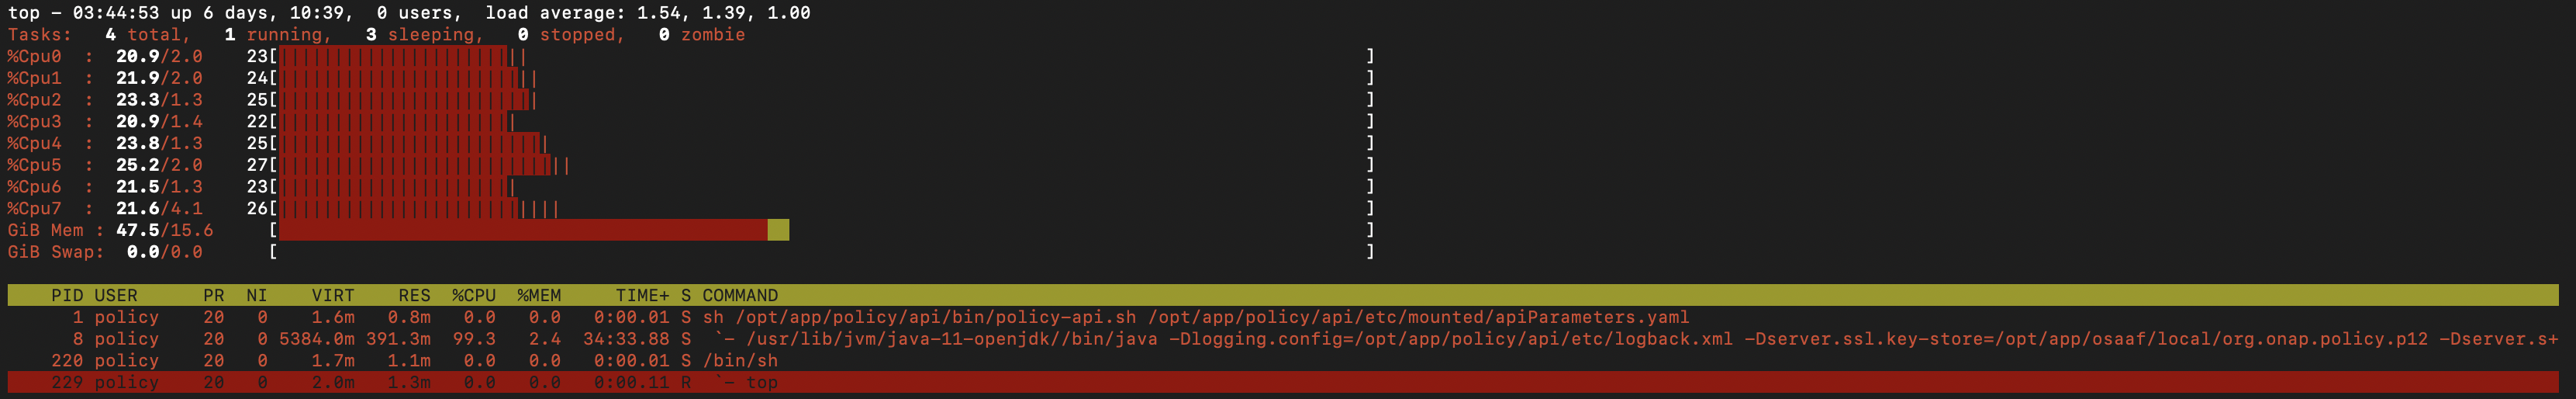 top - 03:44:53 up 6 days, 10:39,  0 users,  load average: 1.54, 1.39, 1.00
Tasks:   4 total,   1 running,   3 sleeping,   0 stopped,   0 zombie
%Cpu0  :  20.9/2.0    23[||||||||||||||||||||||| ]
%Cpu1  :  21.9/2.0    24[|||||||||||||||||||||||| ]
%Cpu2  :  23.3/1.3    25[|||||||||||||||||||||||| ]
%Cpu3  :  20.9/1.4    22[|||||||||||||||||||||| ]
%Cpu4  :  23.8/1.3    25[||||||||||||||||||||||||| ]
%Cpu5  :  25.2/2.0    27[||||||||||||||||||||||||||| ]
%Cpu6  :  21.5/1.3    23[|||||||||||||||||||||| ]
%Cpu7  :  21.6/4.1    26[|||||||||||||||||||||||||| ]
GiB Mem : 47.5/15.6     [ ]
GiB Swap:  0.0/0.0      [ ]
PID USER      PR  NI    VIRT    RES  %CPU  %MEM     TIME+ S COMMAND
1 policy    20   0    1.6m   0.8m   0.0   0.0   0:00.01 S sh /opt/app/policy/api/bin/policy-api.sh /opt/app/policy/api/etc/mounted/apiParameters.yaml
8 policy    20   0 5384.0m 391.3m  99.3   2.4  34:33.88 S  `- /usr/lib/jvm/java-11-openjdk//bin/java -Dlogging.config=/opt/app/policy/api/etc/logback.xml -Dserver.ssl.key-store=/opt/app/osaaf/local/org.onap.policy.p12 -Dserver.s+
220 policy    20   0    1.7m   1.1m   0.0   0.0   0:00.01 S /bin/sh
229 policy    20   0    2.0m   1.3m   0.0   0.0   0:00.11 R  `- top